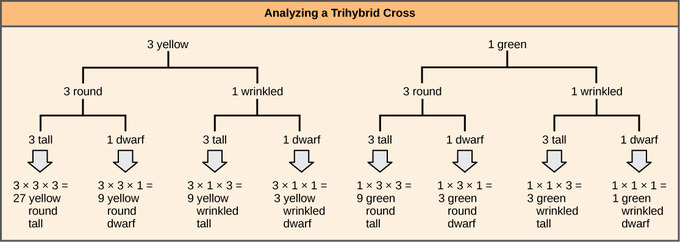 Analyzing a Trihybrid Cross
3 yellow
1 green
3 round
1 wrinkled
3 round
1 wrinkled
3 tall
1 dwarf
3 tall
1 dwarf
3 tall
1 dwarf
3 tall
1 dwarf
3 × 3 × 3 =
27 yellow
round
tall
3 × 3 × 1 =
9 yellow
round
dwarf
3 × 1 × 3 =
9 yellow
wrinkled
tall
3 × 1 × 1 =
3 yellow
wrinkled
dwarf
1 × 3 × 3 =
9 green
round
tall
1 × 3 × 1 =
3 green
round
dwarf
1 × 1 × 3 =
3 green
wrinkled
tall
1 × 1 × 1 =
1 green
wrinkled
dwarf